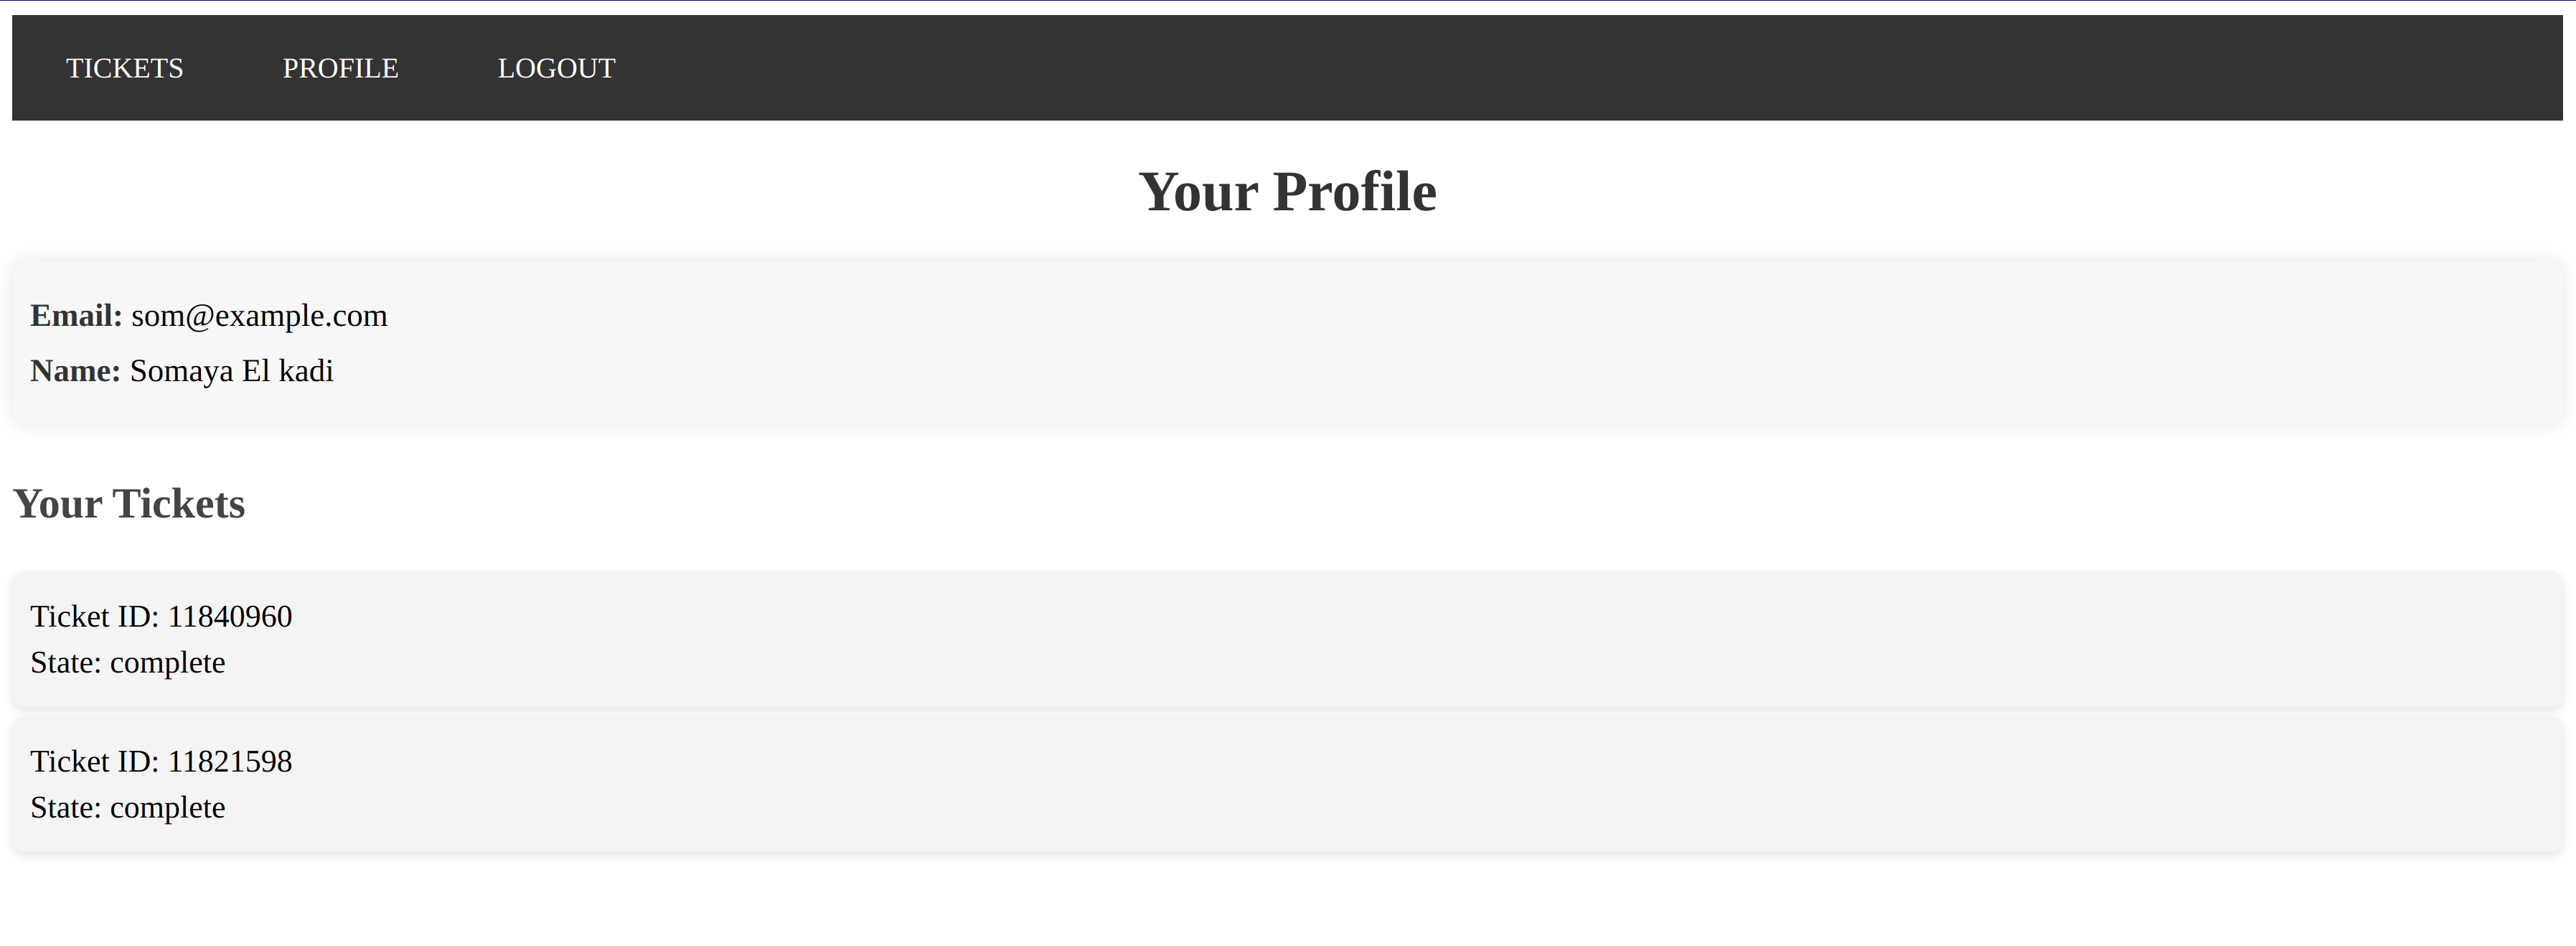 TICKETS PROFILE LOGOUT
Your Profile
Email: som@example.com
Name: Somaya El kadi
Your Tickets
Ticket ID: 11840960
State: complete
Ticket ID: 11821598
State: complete